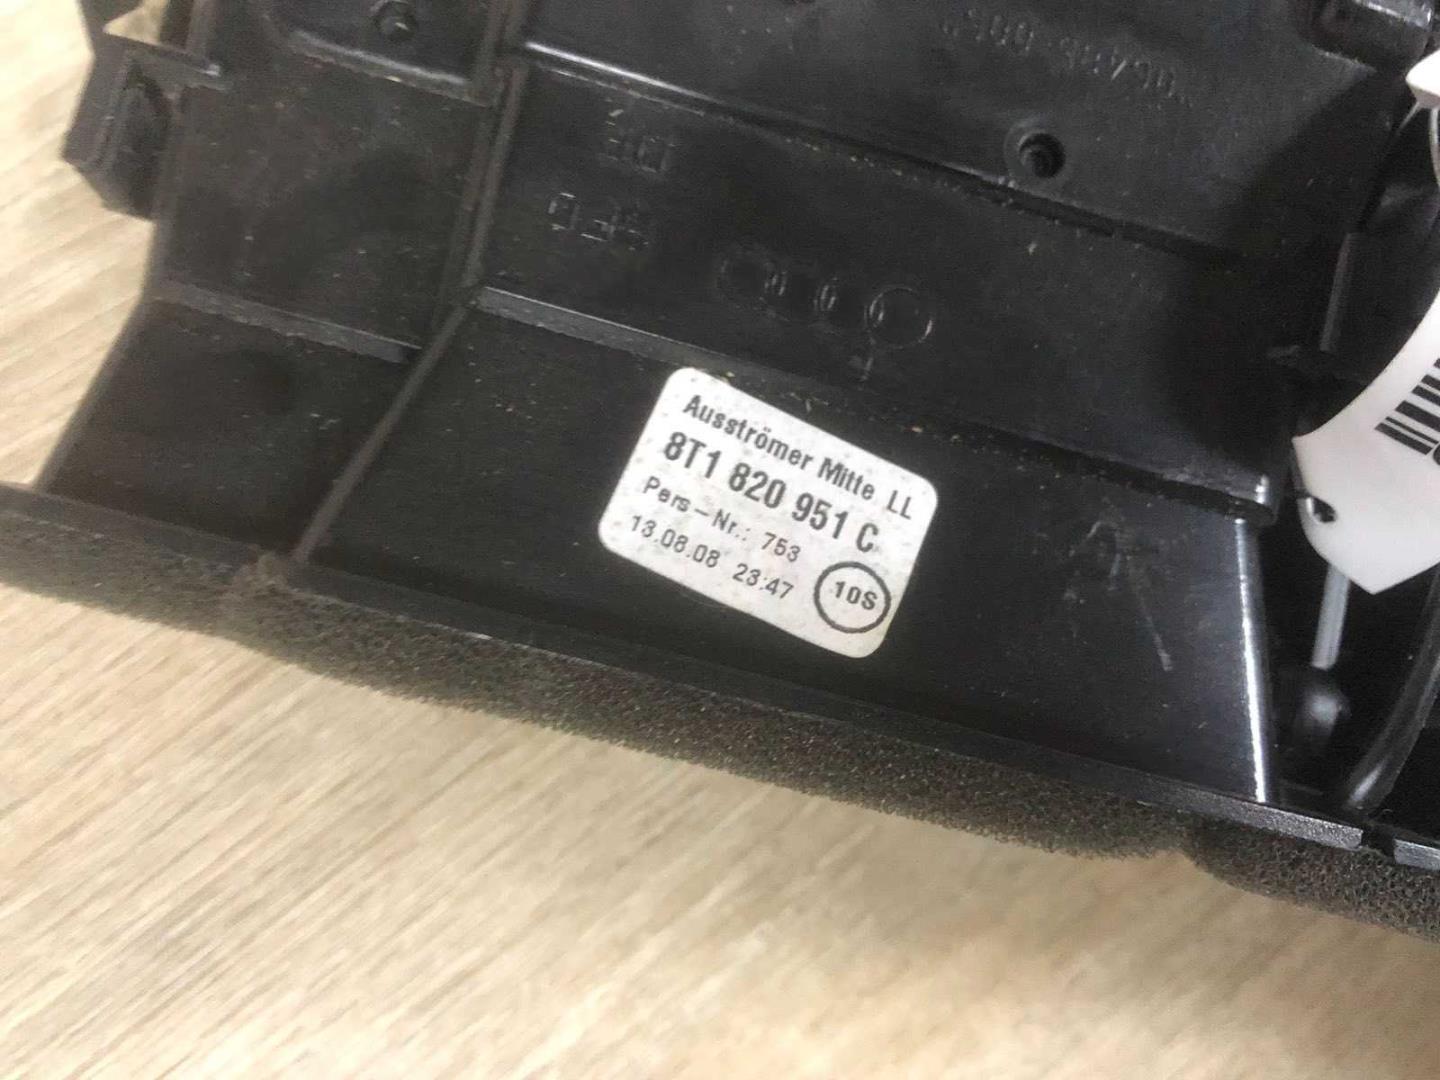 Ausströmer Mitte LL
8T1 820 951 C
Pers-Nr.: 753
13.08.08 23:47
10S